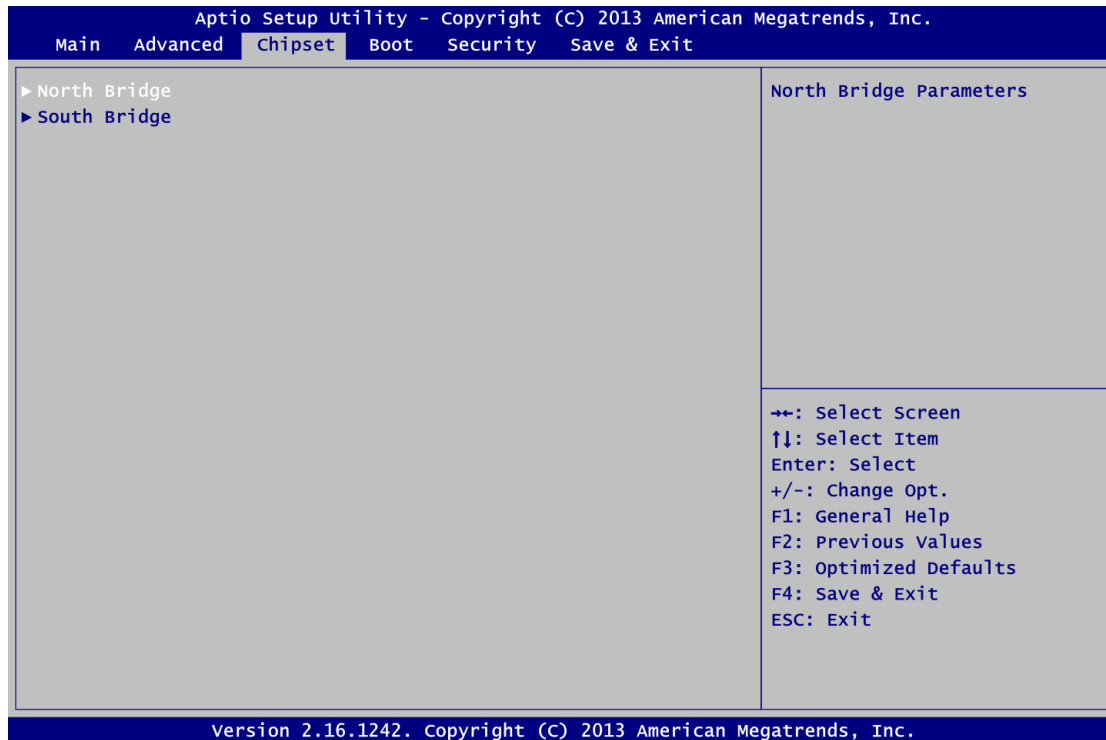 Aptio Setup Utility - Copyright (C) 2013 American Megatrends, Inc.
Main Advanced Chipset Boot Security Save & Exit
▶ North Bridge
▶ South Bridge
North Bridge Parameters
→←: Select Screen
↑↓: Select Item
Enter: Select
+/-: Change Opt.
F1: General Help
F2: Previous Values
F3: Optimized Defaults
F4: Save & Exit
ESC: Exit
Version 2.16.1242. Copyright (C) 2013 American Megatrends, Inc.